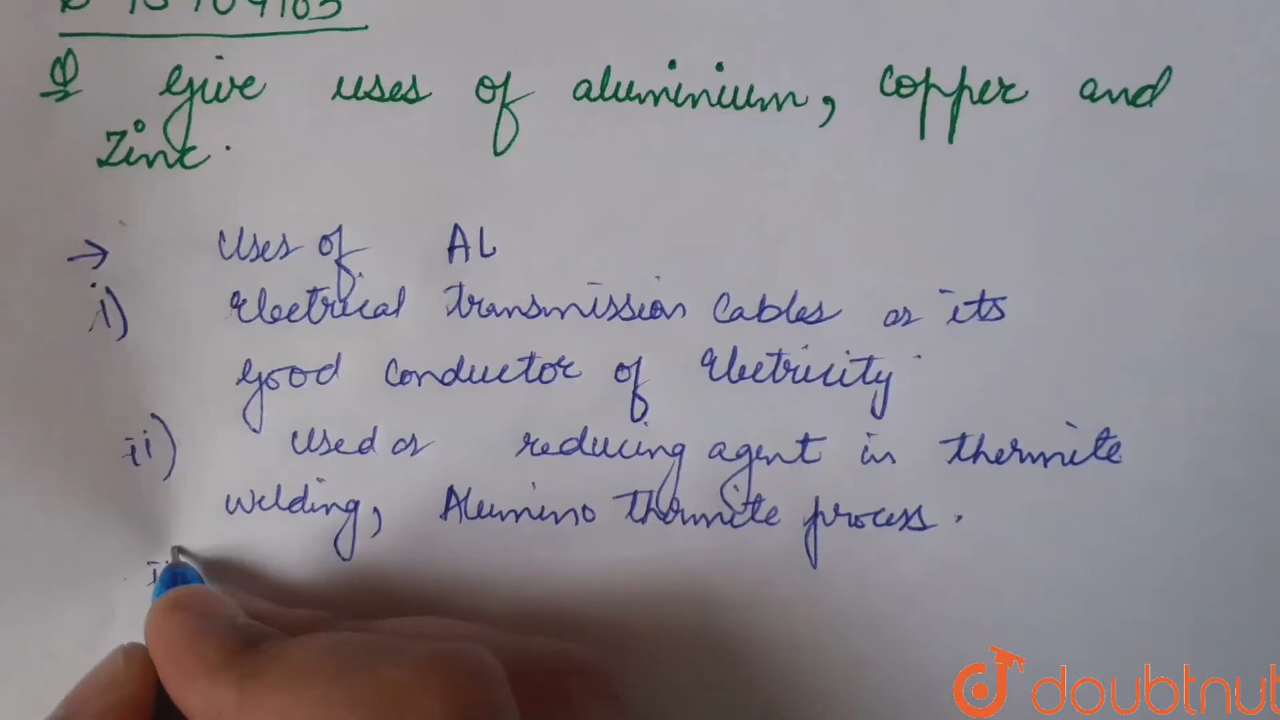 Q Give uses of aluminium, copper and
Zinc.
→ Uses of AL
i) Electrical transmission Cables as its
good conductor of Electricity
ii) used as reducing agent in thermite
welding, Alumino thermite process.
doubtnut